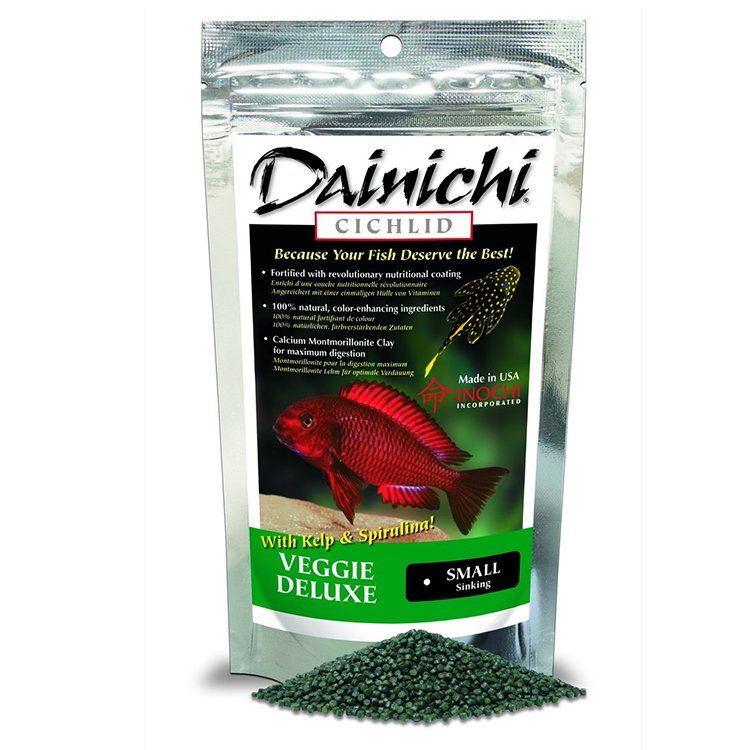 Dainichi®
CICHLID
Because Your Fish Deserve the Best!
• Fortified with revolutionary nutritional coating
Enrichi d'une couche nutritionnelle révolutionnaire
Angereichert mit einer einmaligen Hülle von Vitaminen
• 100% natural, color-enhancing ingredients
100% natural fortifiant de colour
100% natürlichen, farbverstärkenden Zutaten
• Calcium Montmorillonite Clay
for maximum digestion
Montmorillonite pour la digestion maximum
Montmorillonite Lehm für optimale Verdauung
Made in USA
命 INOCHI
INCORPORATED
With Kelp & Spirulina!
VEGGIE
DELUXE
• SMALL
Sinking